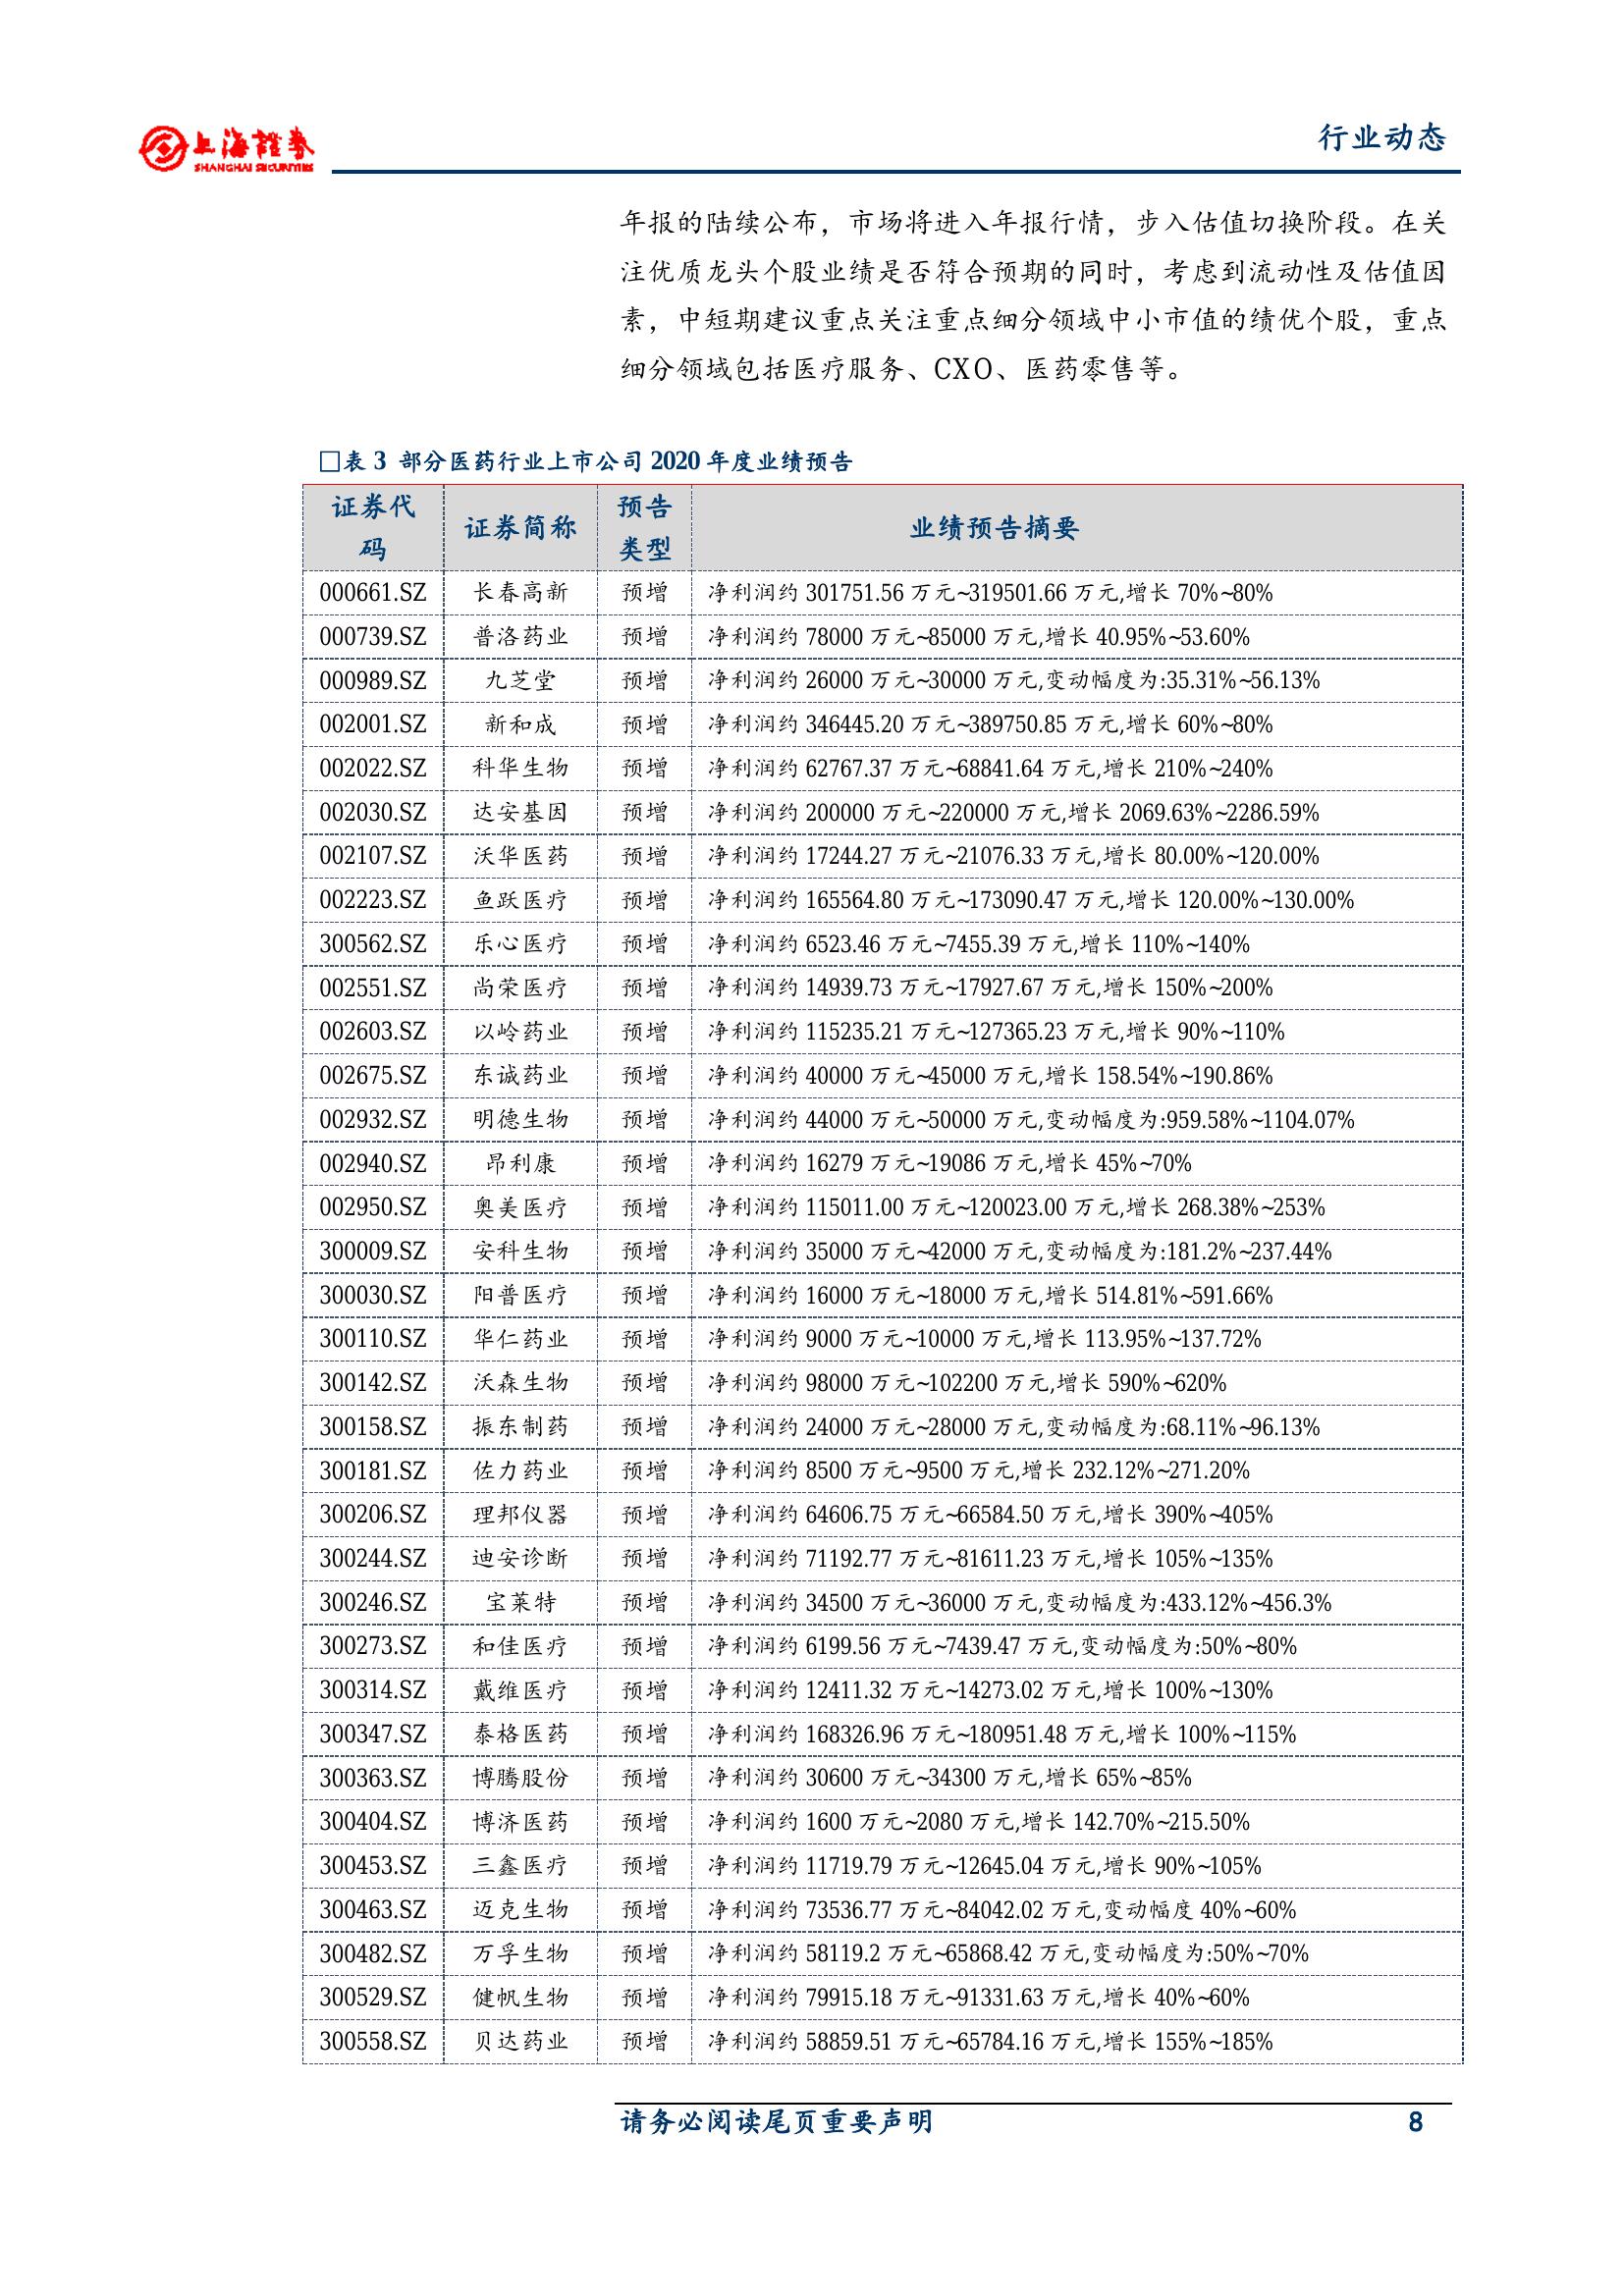 上海證券
SHANGHAI SECURITIES
行业动态
年报的陆续公布，市场将进入年报行情，步入估值切换阶段。在关
注优质龙头个股业绩是否符合预期的同时，考虑到流动性及估值因
素，中短期建议重点关注重点细分领域中小市值的绩优个股，重点
细分领域包括医疗服务、CXO、医药零售等。
□表 3 部分医药行业上市公司 2020 年度业绩预告
证券代码 证券简称 预告类型 业绩预告摘要
000661.SZ 长春高新 预增 净利润约 301751.56 万元~319501.66 万元,增长 70%~80%
000739.SZ 普洛药业 预增 净利润约 78000 万元~85000 万元,增长 40.95%~53.60%
000989.SZ 九芝堂 预增 净利润约 26000 万元~30000 万元,变动幅度为:35.31%~56.13%
002001.SZ 新和成 预增 净利润约 346445.20 万元~389750.85 万元,增长 60%~80%
002022.SZ 科华生物 预增 净利润约 62767.37 万元~68841.64 万元,增长 210%~240%
002030.SZ 达安基因 预增 净利润约 200000 万元~220000 万元,增长 2069.63%~2286.59%
002107.SZ 沃华医药 预增 净利润约 17244.27 万元~21076.33 万元,增长 80.00%~120.00%
002223.SZ 鱼跃医疗 预增 净利润约 165564.80 万元~173090.47 万元,增长 120.00%~130.00%
300562.SZ 乐心医疗 预增 净利润约 6523.46 万元~7455.39 万元,增长 110%~140%
002551.SZ 尚荣医疗 预增 净利润约 14939.73 万元~17927.67 万元,增长 150%~200%
002603.SZ 以岭药业 预增 净利润约 115235.21 万元~127365.23 万元,增长 90%~110%
002675.SZ 东诚药业 预增 净利润约 40000 万元~45000 万元,增长 158.54%~190.86%
002932.SZ 明德生物 预增 净利润约 44000 万元~50000 万元,变动幅度为:959.58%~1104.07%
002940.SZ 昂利康 预增 净利润约 16279 万元~19086 万元,增长 45%~70%
002950.SZ 奥美医疗 预增 净利润约 115011.00 万元~120023.00 万元,增长 268.38%~253%
300009.SZ 安科生物 预增 净利润约 35000 万元~42000 万元,变动幅度为:181.2%~237.44%
300030.SZ 阳普医疗 预增 净利润约 16000 万元~18000 万元,增长 514.81%~591.66%
300110.SZ 华仁药业 预增 净利润约 9000 万元~10000 万元,增长 113.95%~137.72%
300142.SZ 沃森生物 预增 净利润约 98000 万元~102200 万元,增长 590%~620%
300158.SZ 振东制药 预增 净利润约 24000 万元~28000 万元,变动幅度为:68.11%~96.13%
300181.SZ 佐力药业 预增 净利润约 8500 万元~9500 万元,增长 232.12%~271.20%
300206.SZ 理邦仪器 预增 净利润约 64606.75 万元~66584.50 万元,增长 390%~405%
300244.SZ 迪安诊断 预增 净利润约 71192.77 万元~81611.23 万元,增长 105%~135%
300246.SZ 宝莱特 预增 净利润约 34500 万元~36000 万元,变动幅度为:433.12%~456.3%
300273.SZ 和佳医疗 预增 净利润约 6199.56 万元~7439.47 万元,变动幅度为:50%~80%
300314.SZ 戴维医疗 预增 净利润约 12411.32 万元~14273.02 万元,增长 100%~130%
300347.SZ 泰格医药 预增 净利润约 168326.96 万元~180951.48 万元,增长 100%~115%
300363.SZ 博腾股份 预增 净利润约 30600 万元~34300 万元,增长 65%~85%
300404.SZ 博济医药 预增 净利润约 1600 万元~2080 万元,增长 142.70%~215.50%
300453.SZ 三鑫医疗 预增 净利润约 11719.79 万元~12645.04 万元,增长 90%~105%
300463.SZ 迈克生物 预增 净利润约 73536.77 万元~84042.02 万元,变动幅度 40%~60%
300482.SZ 万孚生物 预增 净利润约 58119.2 万元~65868.42 万元,变动幅度为:50%~70%
300529.SZ 健帆生物 预增 净利润约 79915.18 万元~91331.63 万元,增长 40%~60%
300558.SZ 贝达药业 预增 净利润约 58859.51 万元~65784.16 万元,增长 155%~185%
请务必阅读尾页重要声明 8